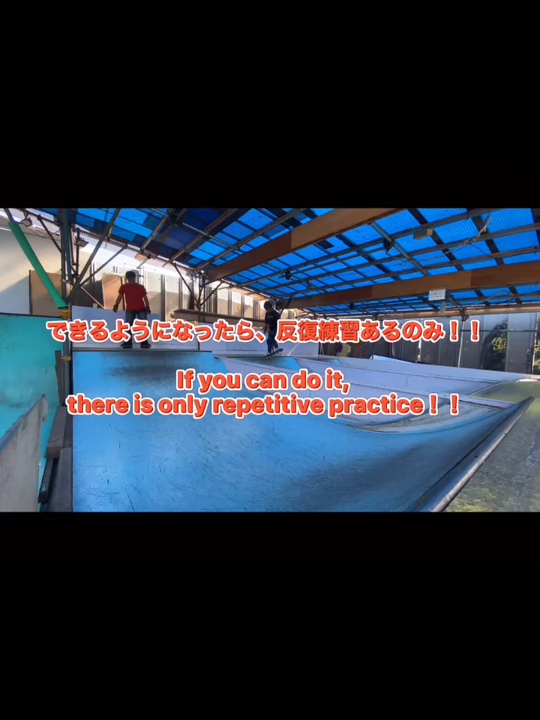 できるようになったら、反復練習あるのみ！！
If you can do it,
there is only repetitive practice！！